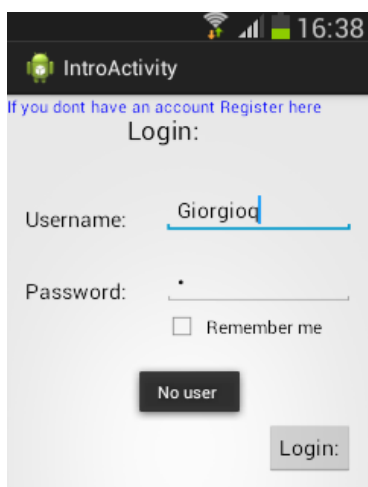 16:38
IntroActivity
If you dont have an account Register here
Login:
Username: Giorgioq
Password: •
Remember me
No user
Login: